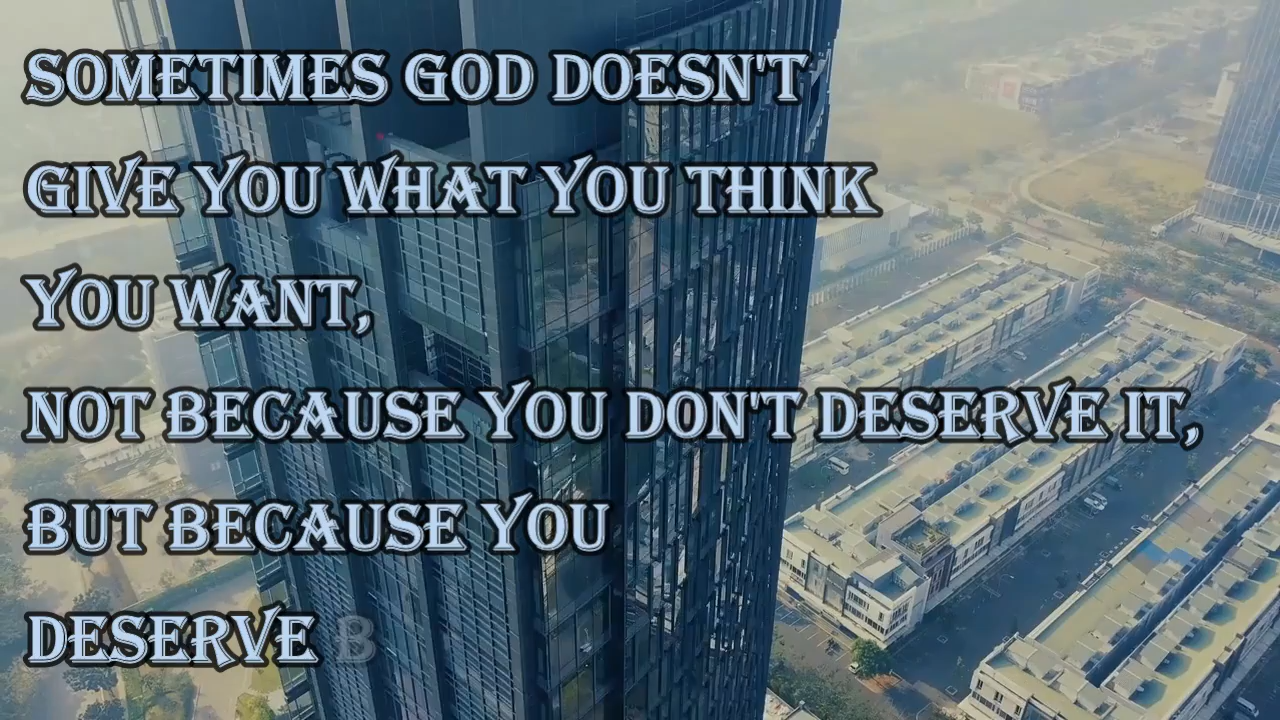 SOMETIMES GOD DOESN'T
GIVE YOU WHAT YOU THINK
YOU WANT,
NOT BECAUSE YOU DON'T DESERVE IT,
BUT BECAUSE YOU
DESERVE B